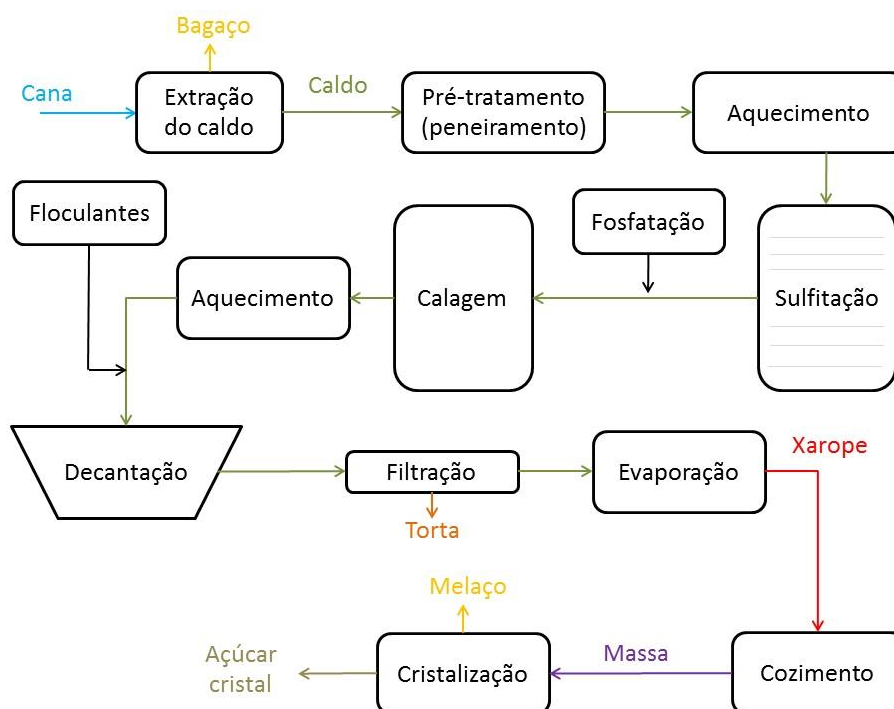 Bagaço
Cana
Extração
do caldo
Caldo
Pré-tratamento
(peneiramento)
Aquecimento
Floculantes
Fosfatação
Aquecimento
Calagem
Sulfitação
Decantação
Filtração
Evaporação
Xarope
Torta
Melaço
Açúcar
cristal
Cristalização
Massa
Cozimento